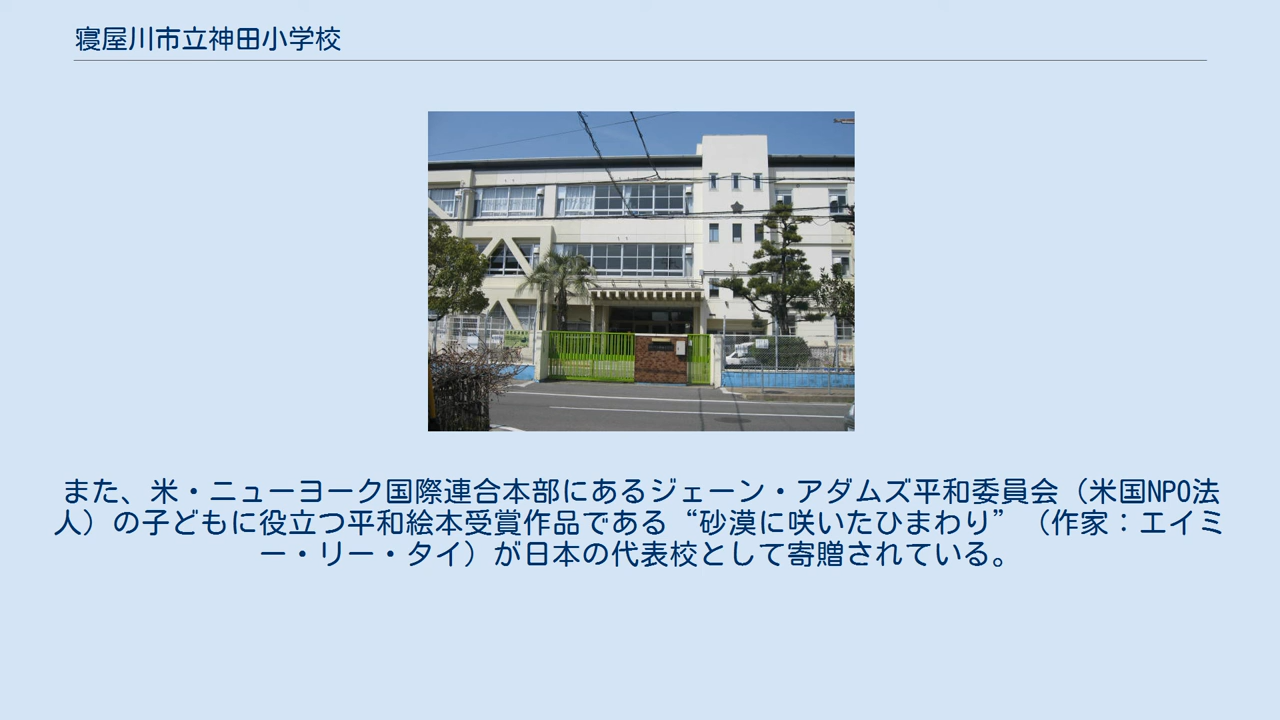 寝屋川市立神田小学校
また、米・ニューヨーク国際連合本部にあるジェーン・アダムズ平和委員会（米国NPO法
人）の子どもに役立つ平和絵本受賞作品である“砂漠に咲いたひまわり”（作家：エイミ
ー・リー・タイ）が日本の代表校として寄贈されている。